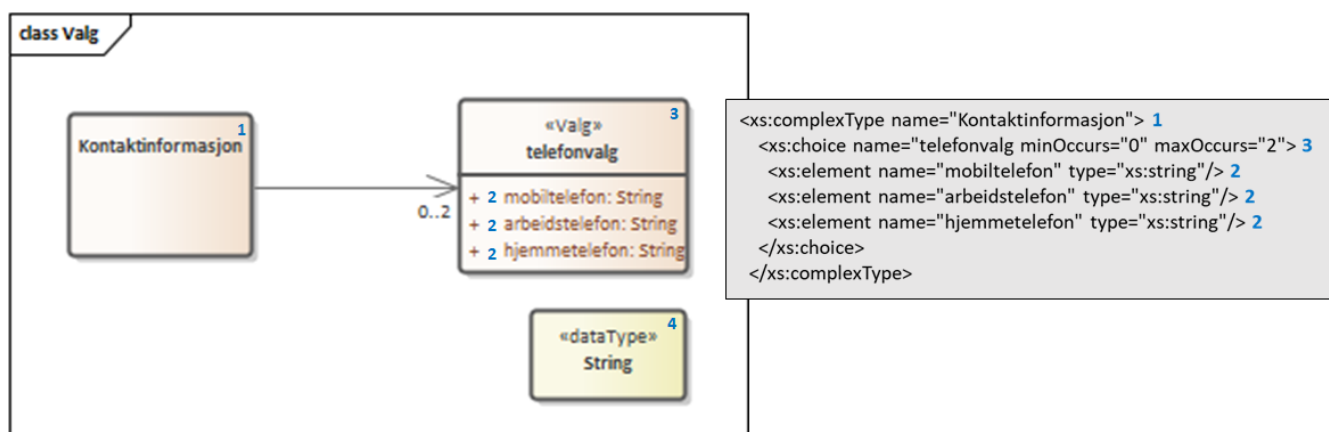 class Valg
Kontaktinformasjon 1
0..2
«Valg» 3
telefonvalg
+ 2 mobiltelefon: String
+ 2 arbeidstelefon: String
+ 2 hjemmetelefon: String
«dataType» 4
String
<xs:complexType name="Kontaktinformasjon"> 1
<xs:choice name="telefonvalg minOccurs="0" maxOccurs="2"> 3
<xs:element name="mobiltelefon" type="xs:string"/> 2
<xs:element name="arbeidstelefon" type="xs:string"/> 2
<xs:element name="hjemmetelefon" type="xs:string"/> 2
</xs:choice>
</xs:complexType>